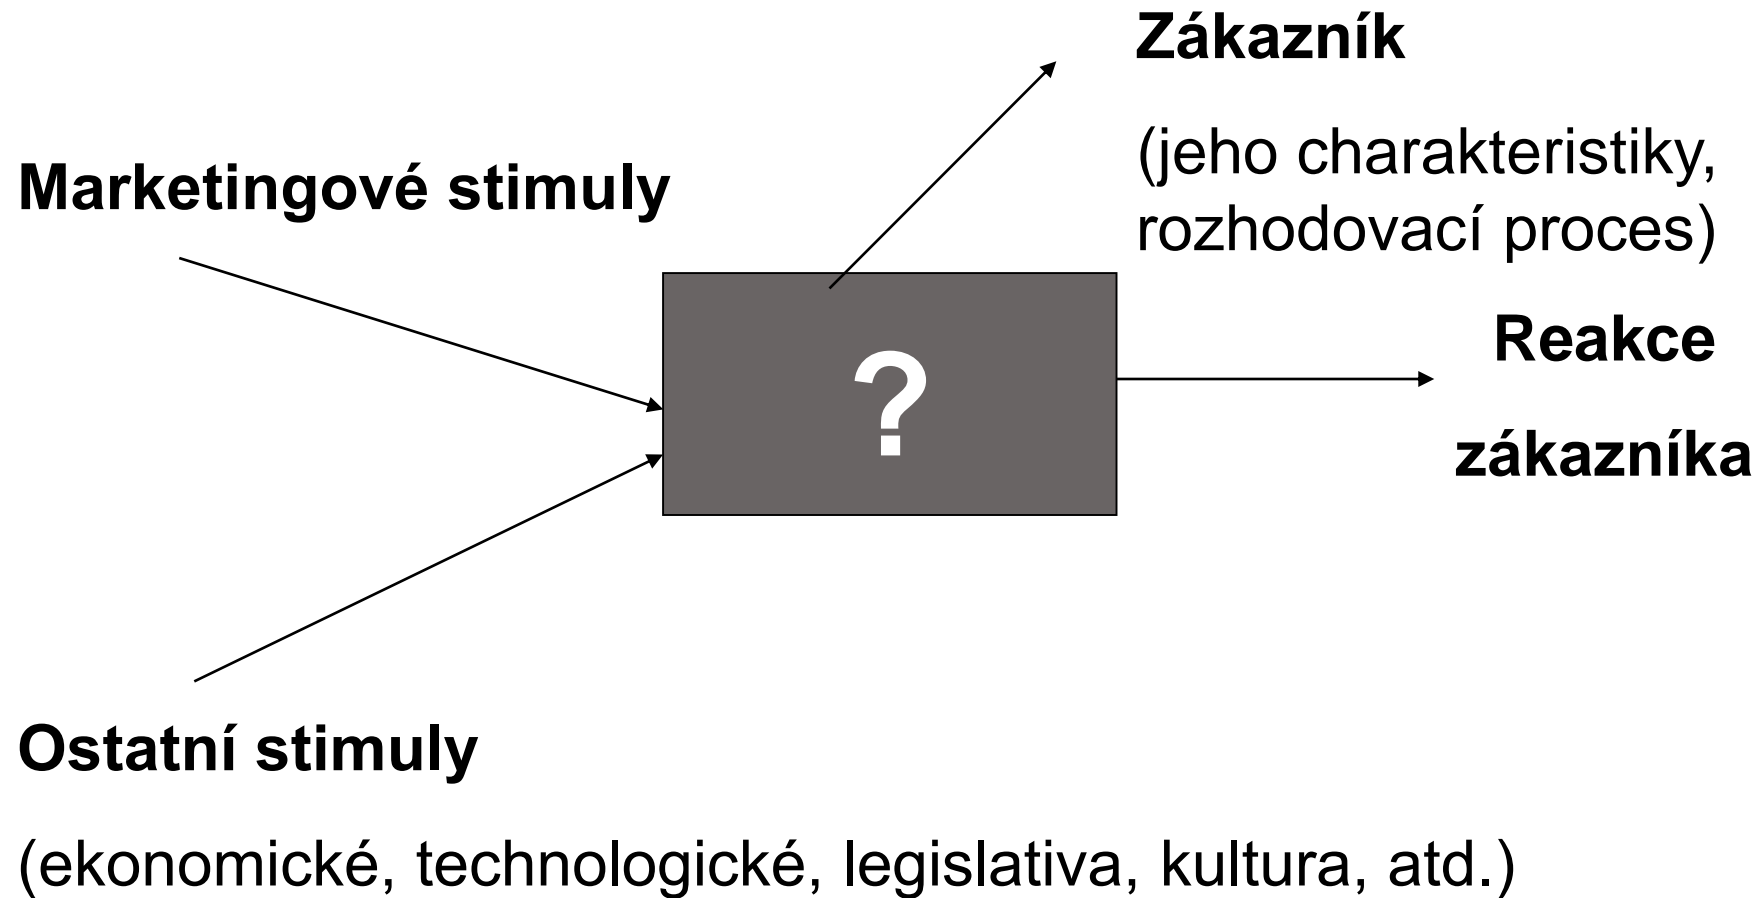 Zákazník
(jeho charakteristiky,
rozhodovací proces)
Marketingové stimuly
?
Reakce
zákazníka
Ostatní stimuly
(ekonomické, technologické, legislativa, kultura, atd.)